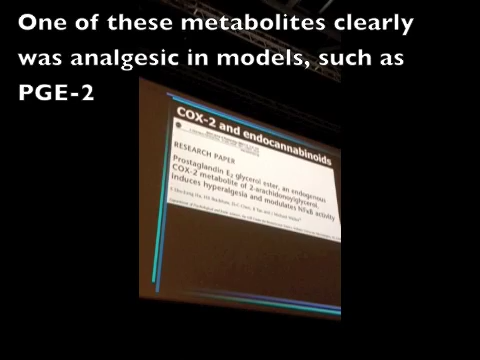 One of these metabolites clearly
was analgesic in models, such as
PGE-2
COX-2 and endocannabinoids
RESEARCH PAPER
Prostaglandin E2 glycerol ester, an endogenous
COX-2 metabolite of 2-arachidonoylglycerol,
induces hyperalgesia and modulates NFκB activity